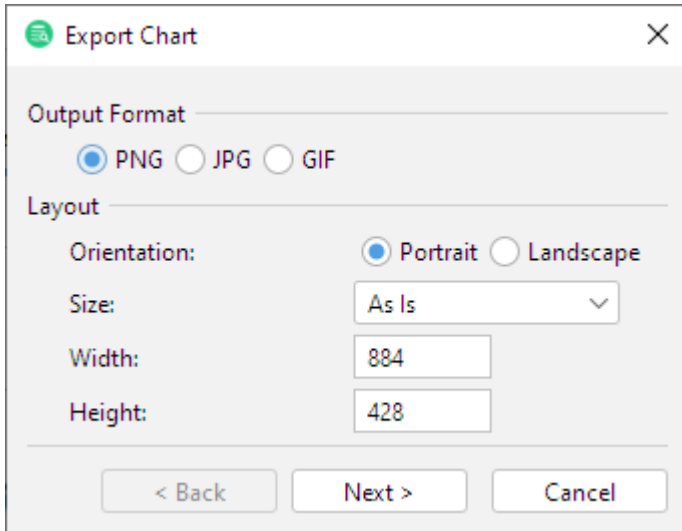 Export Chart
Output Format
PNG JPG GIF
Layout
Orientation: Portrait Landscape
Size: As Is
Width: 884
Height: 428
< Back Next > Cancel